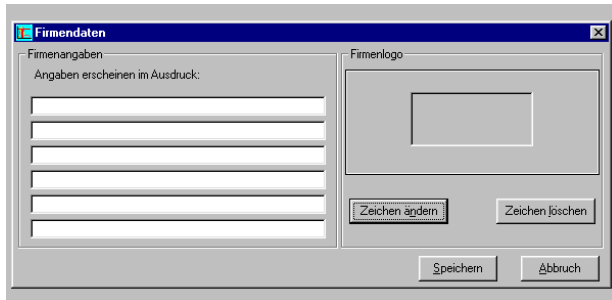 Firmendaten
Firmenangaben
Angaben erscheinen im Ausdruck:
Firmenlogo
Zeichen ändern
Zeichen löschen
Speichern
Abbruch